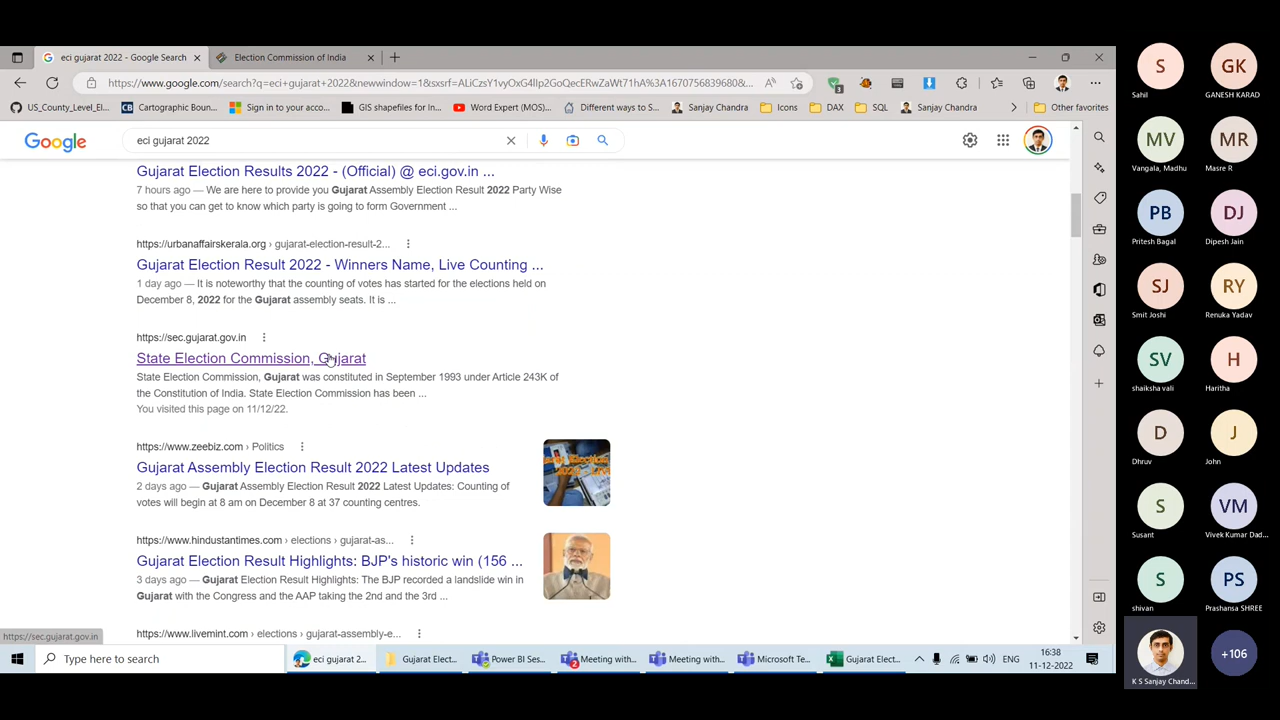 eci gujarat 2022 - Google Search
Election Commission of India
https://www.google.com/search?q=eci+gujarat+2022&newwindow=1&sxsrf=ALiCzsY1vyOxG4lIp2GoQecERwZaWt71hA%3A1670756839680&...
US_County_Level_El...
Cartographic Boun...
Sign in to your acco...
GIS shapefiles for In...
Word Expert (MOS)...
Different ways to S...
Sanjay Chandra
Icons
DAX
SQL
Sanjay Chandra
Other favorites
Google
eci gujarat 2022
Gujarat Election Results 2022 - (Official) @ eci.gov.in ...
7 hours ago — We are here to provide you Gujarat Assembly Election Result 2022 Party Wise
so that you can get to know which party is going to form Government ...
https://urbanaffairskerala.org › gujarat-election-result-2...
Gujarat Election Result 2022 - Winners Name, Live Counting ...
1 day ago — It is noteworthy that the counting of votes has started for the elections held on
December 8, 2022 for the Gujarat assembly seats. It is ...
https://sec.gujarat.gov.in
State Election Commission, Gujarat
State Election Commission, Gujarat was constituted in September 1993 under Article 243K of
the Constitution of India. State Election Commission has been ...
You visited this page on 11/12/22.
https://www.zeebiz.com › Politics
Gujarat Assembly Election Result 2022 Latest Updates
2 days ago — Gujarat Assembly Election Result 2022 Latest Updates: Counting of
votes will begin at 8 am on December 8 at 37 counting centres.
https://www.hindustantimes.com › elections › gujarat-as...
Gujarat Election Result Highlights: BJP's historic win (156 ...
3 days ago — Gujarat Election Result Highlights: The BJP recorded a landslide win in
Gujarat with the Congress and the AAP taking the 2nd and the 3rd ...
https://www.livemint.com › elections › gujarat-assembly-e...
https://sec.gujarat.gov.in
Type here to search
eci gujarat 2...
Gujarat Elect...
Power BI Ses...
Meeting with...
Meeting with...
Microsoft Te...
Gujarat Elect...
ENG
16:38
11-12-2022
S
Sahil
GK
GANESH KARAD
MV
Vangala, Madhu
MR
Masre R
PB
Pritesh Bagal
DJ
Dipesh Jain
SJ
Smit Joshi
RY
Renuka Yadav
SV
shaiksha vali
H
Haritha
D
Dhruv
J
John
S
Susant
VM
Vivek Kumar Dad...
S
shivan
PS
Prashansa SHREE
K S Sanjay Chand...
+106